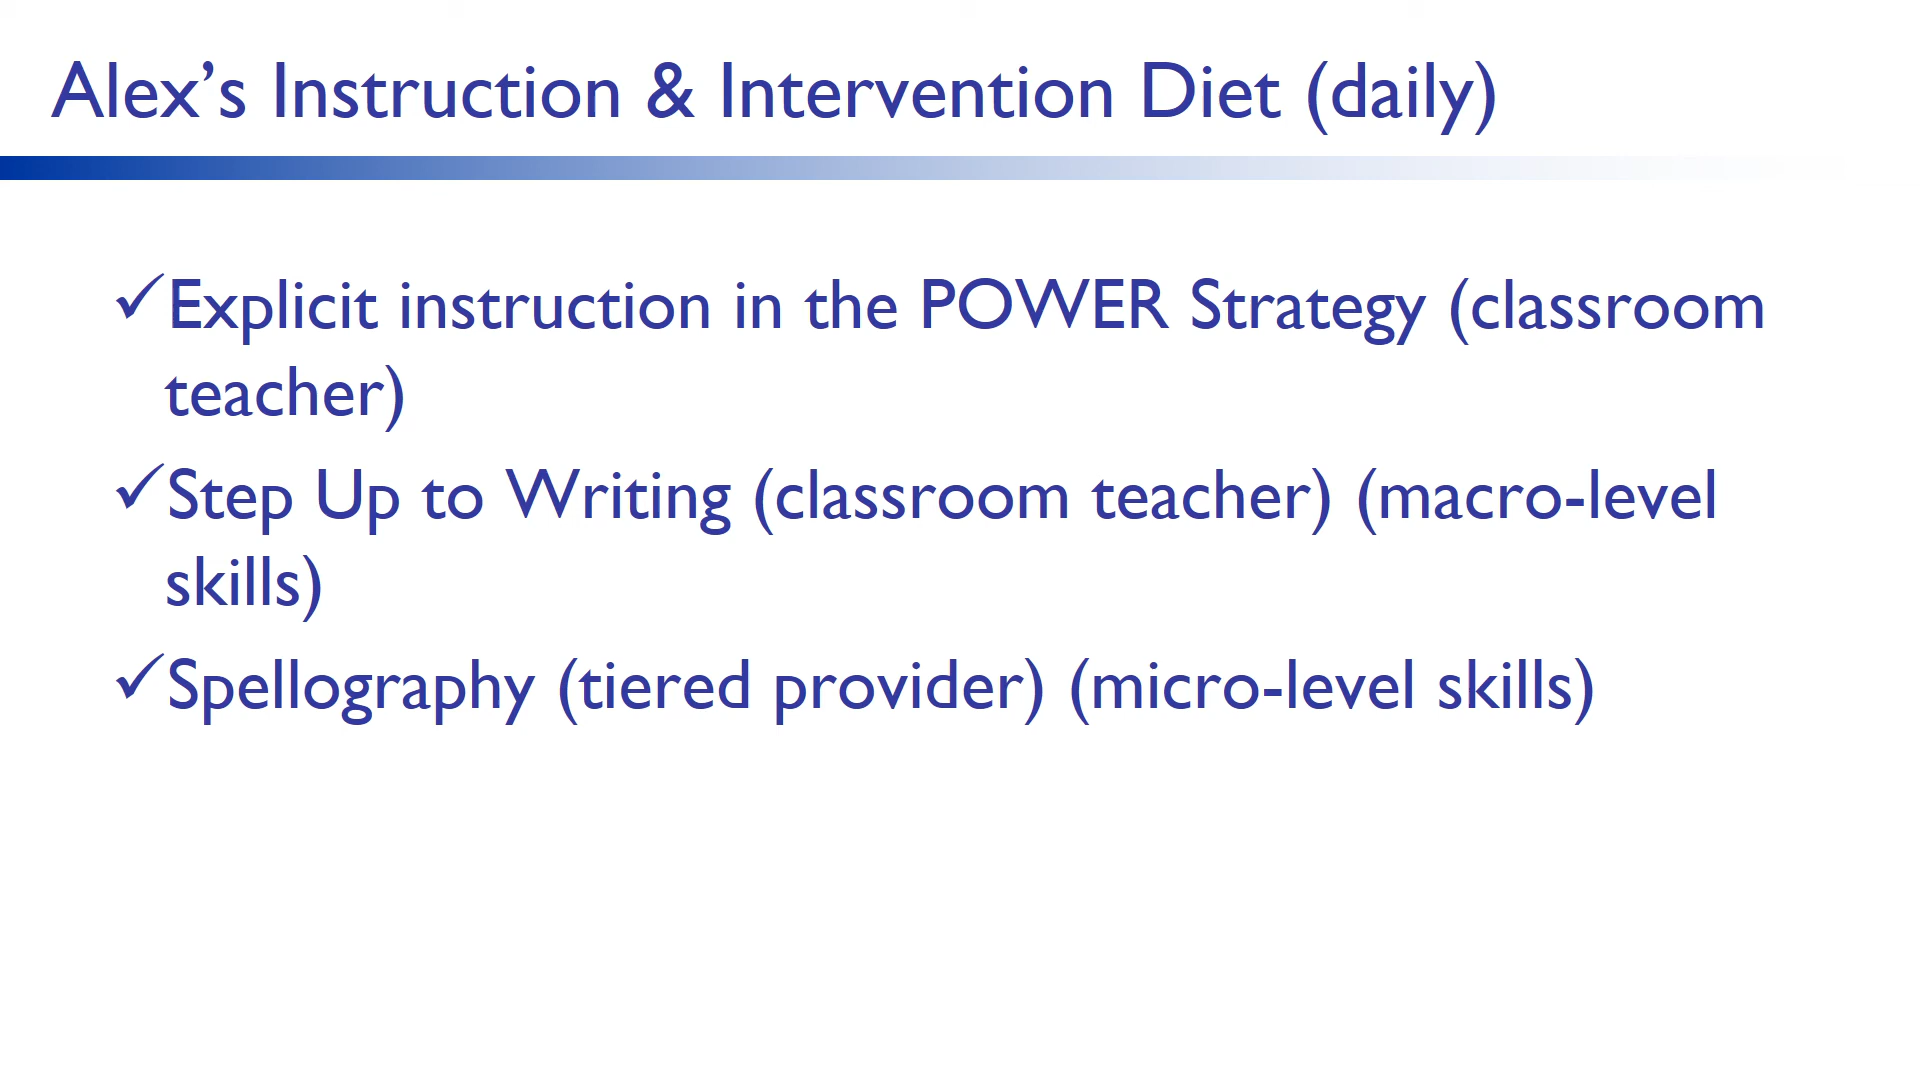 Alex’s Instruction & Intervention Diet (daily)
✓Explicit instruction in the POWER Strategy (classroom
teacher)
✓Step Up to Writing (classroom teacher) (macro-level
skills)
✓Spellography (tiered provider) (micro-level skills)